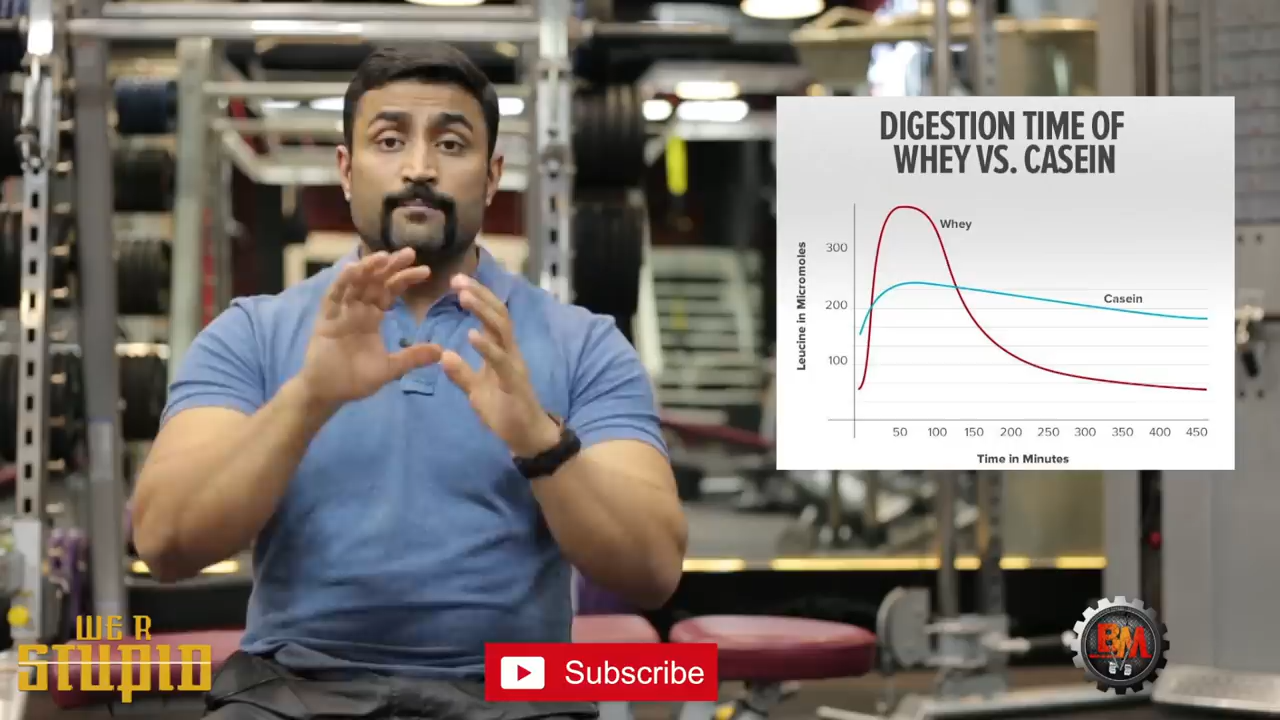 DIGESTION TIME OF
WHEY VS. CASEIN
Whey
Casein
Leucine in Micromoles
300
200
100
50 100 150 200 250 300 350 400 450
Time in Minutes
WE R
STUPID
Subscribe
BM